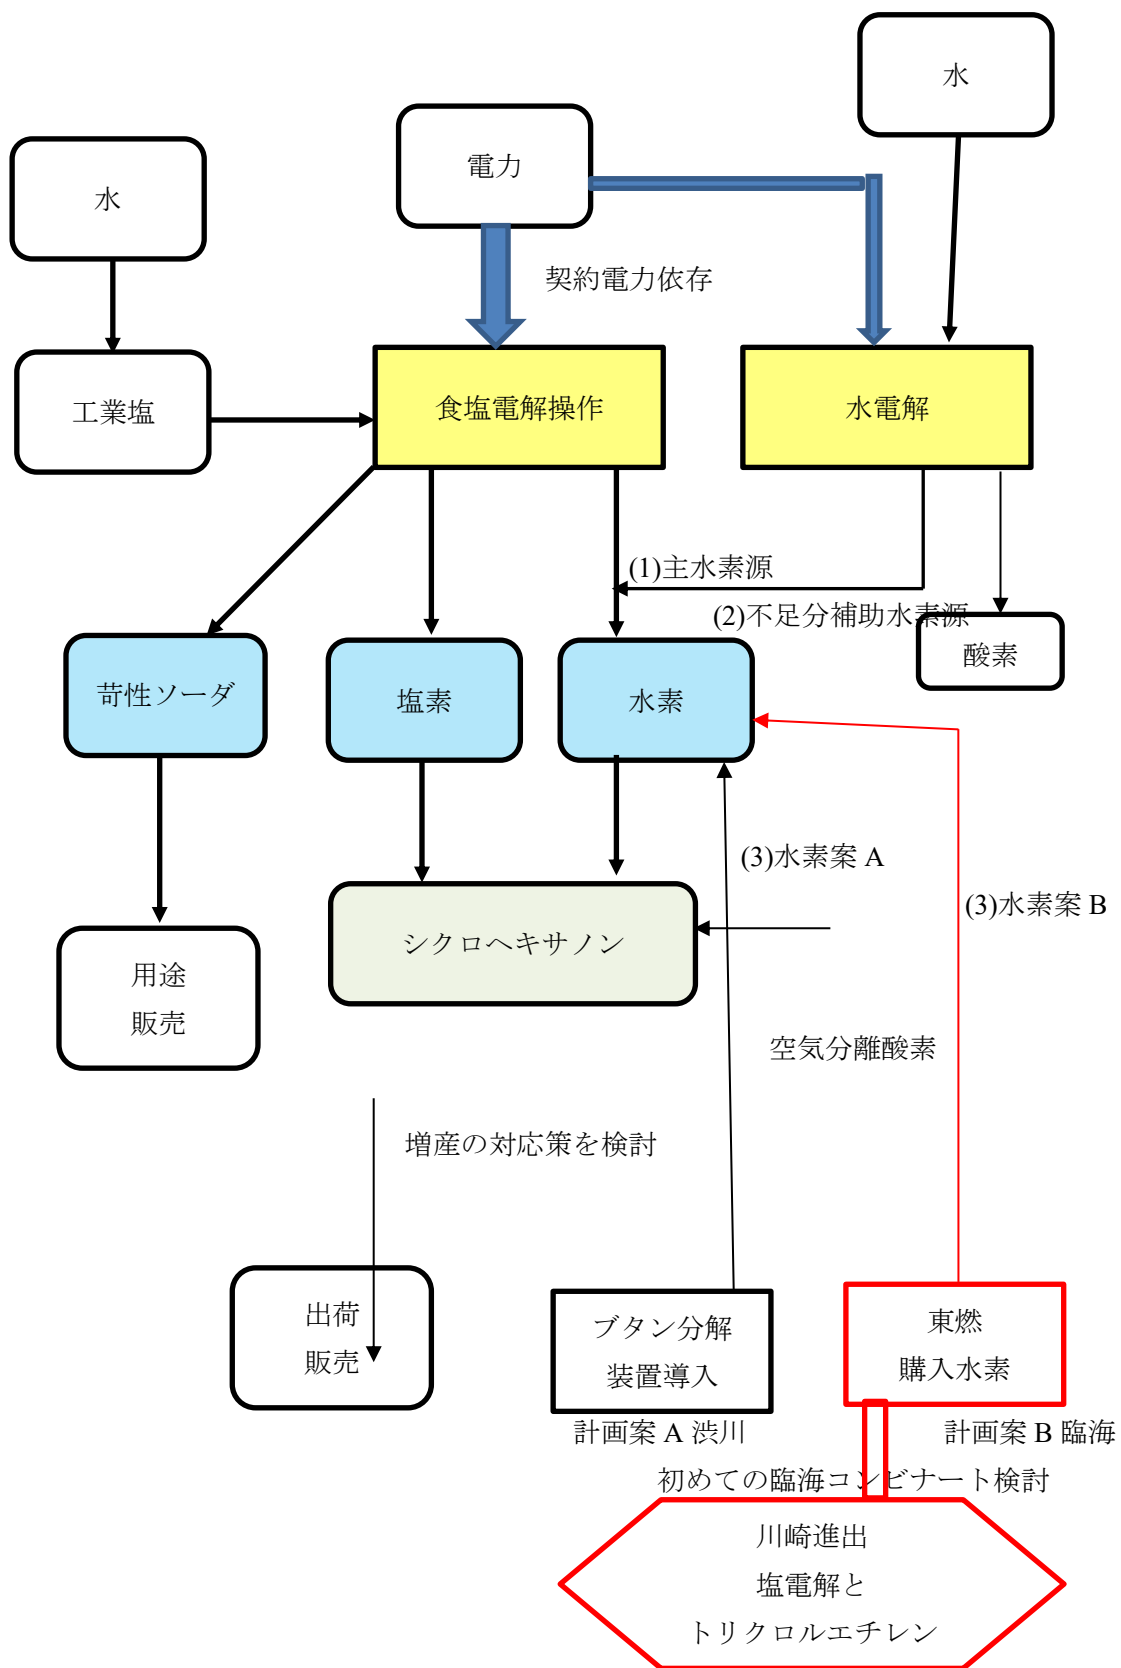 水
電力
水
契約電力依存
工業塩
食塩電解操作
水電解
(1)主水素源
(2)不足分補助水素源
酸素
苛性ソーダ
塩素
水素
(3)水素案 A
(3)水素案 B
シクロヘキサノン
用途
販売
空気分離酸素
増産の対応策を検討
出荷
販売
ブタン分解
装置導入
東燃
購入水素
計画案 A 渋川
計画案 B 臨海
初めての臨海コンビナート検討
川崎進出
塩電解と
トリクロルエチレン